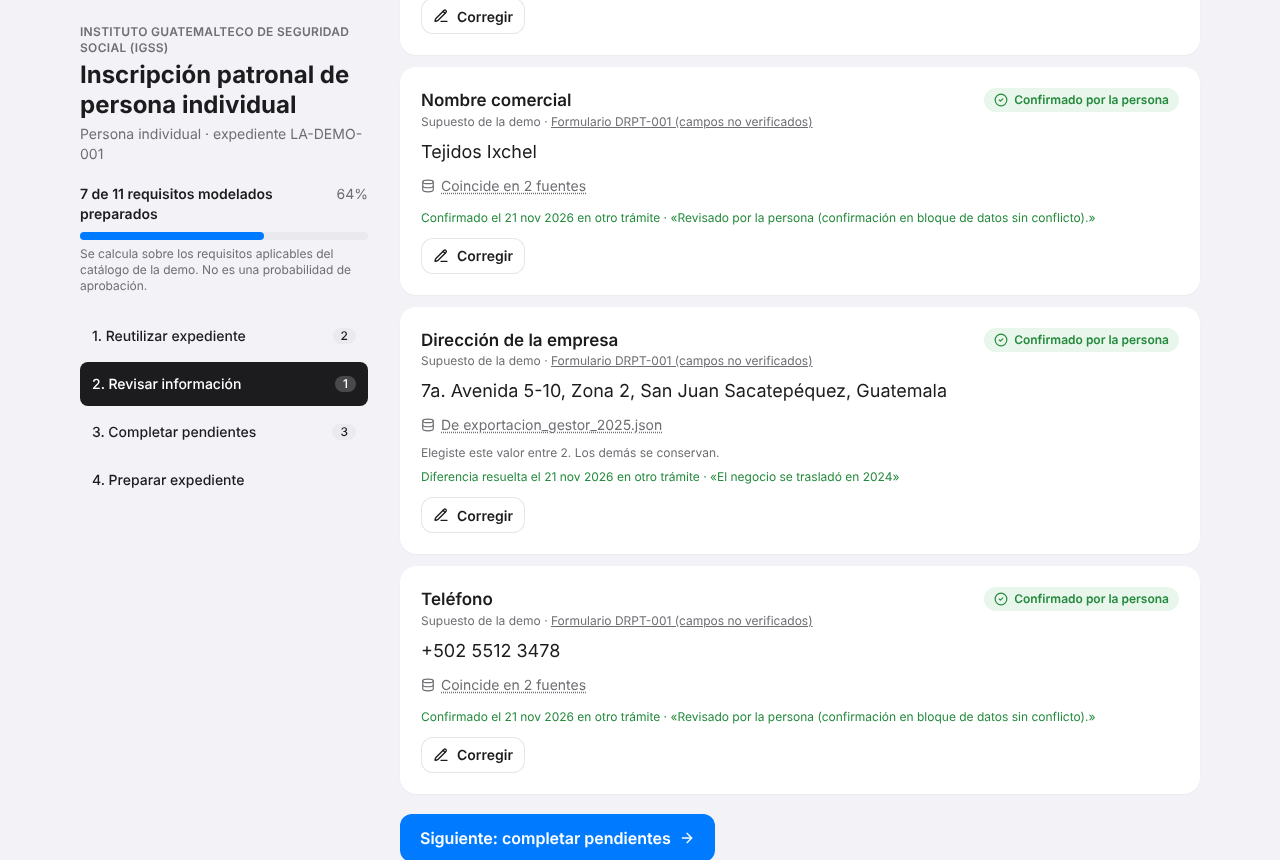 INSTITUTO GUATEMALTECO DE SEGURIDAD
SOCIAL (IGSS)
Inscripción patronal de
persona individual
Persona individual · expediente LA-DEMO-
001
7 de 11 requisitos modelados
preparados
64%
Se calcula sobre los requisitos aplicables del
catálogo de la demo. No es una probabilidad de
aprobación.
1. Reutilizar expediente 2
2. Revisar información 1
3. Completar pendientes 3
4. Preparar expediente
Corregir
Nombre comercial
Confirmado por la persona
Supuesto de la demo · Formulario DRPT-001 (campos no verificados)
Tejidos Ixchel
Coincide en 2 fuentes
Confirmado el 21 nov 2026 en otro trámite · «Revisado por la persona (confirmación en bloque de datos sin conflicto).»
Corregir
Dirección de la empresa
Confirmado por la persona
Supuesto de la demo · Formulario DRPT-001 (campos no verificados)
7a. Avenida 5-10, Zona 2, San Juan Sacatepéquez, Guatemala
De exportacion_gestor_2025.json
Elegiste este valor entre 2. Los demás se conservan.
Diferencia resuelta el 21 nov 2026 en otro trámite · «El negocio se trasladó en 2024»
Corregir
Teléfono
Confirmado por la persona
Supuesto de la demo · Formulario DRPT-001 (campos no verificados)
+502 5512 3478
Coincide en 2 fuentes
Confirmado el 21 nov 2026 en otro trámite · «Revisado por la persona (confirmación en bloque de datos sin conflicto).»
Corregir
Siguiente: completar pendientes →